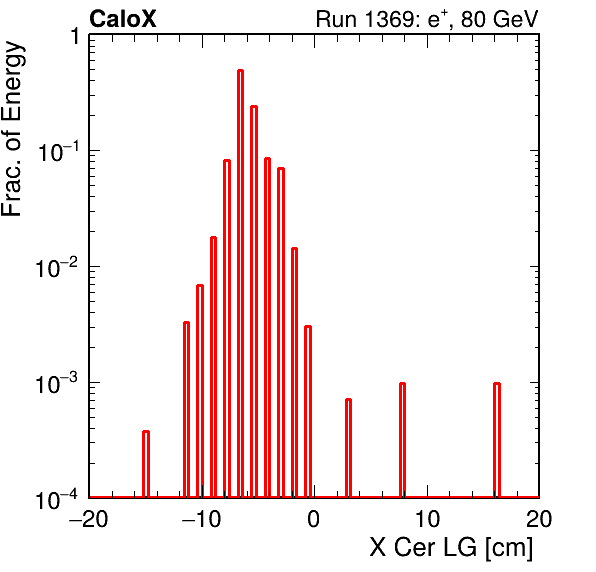 CaloX Run 1369: e⁺, 80 GeV
Frac. of Energy
1
10⁻¹
10⁻²
10⁻³
10⁻⁴
−20 −10 0 10 20
X Cer LG [cm]